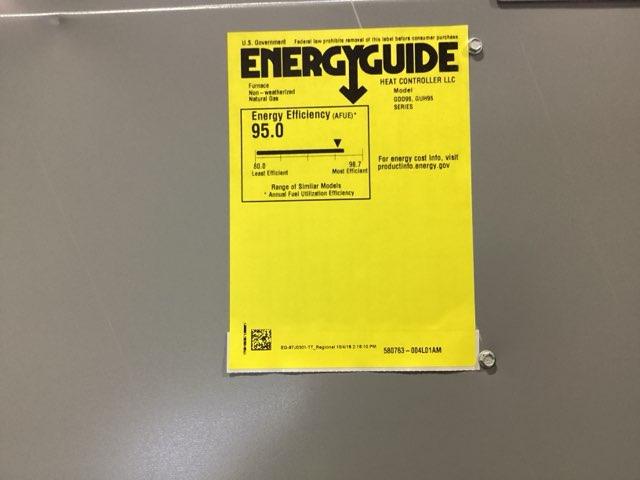 U.S. Government Federal law prohibits removal of this label before consumer purchase.
ENERGYGUIDE
Furnace
Non-weatherized
Natural Gas
HEAT CONTROLLER LLC
Model
SERIES
Energy Efficiency (AFUE)*
95.0
80.0 98.7
Least Efficient Most Efficient
Range of Similar Models
* Annual Fuel Utilization Efficiency
For energy cost info, visit
productinfo.energy.gov
580763-004L01AM